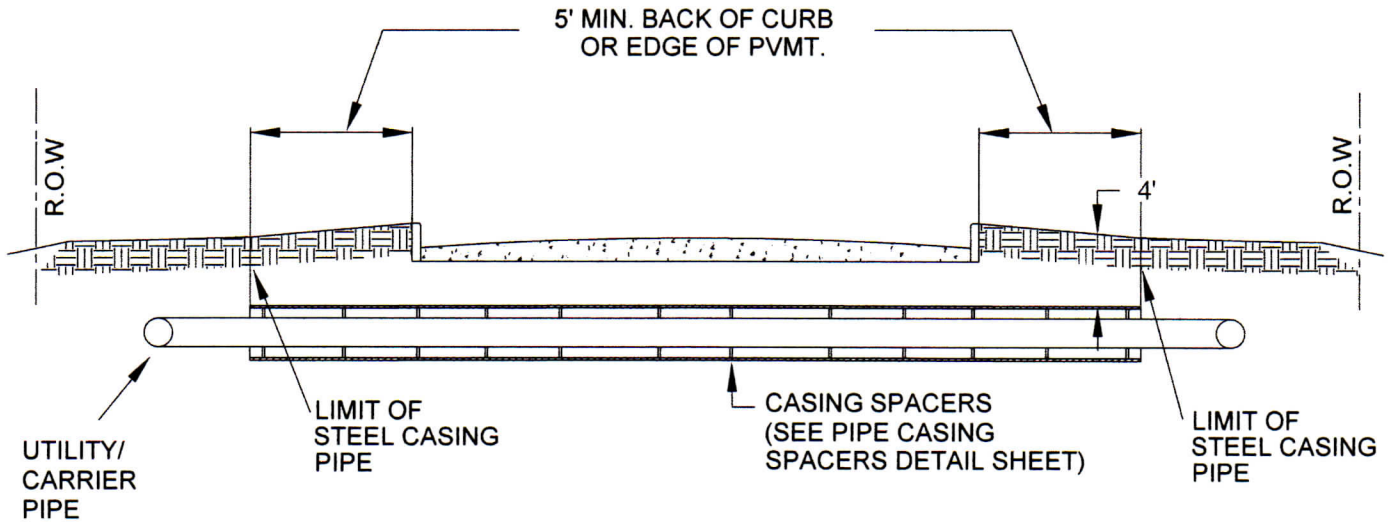 5' MIN. BACK OF CURB
OR EDGE OF PVMT.
R.O.W
4'
R.O.W
LIMIT OF
STEEL CASING
PIPE
CASING SPACERS
(SEE PIPE CASING
SPACERS DETAIL SHEET)
LIMIT OF
STEEL CASING
PIPE
UTILITY/
CARRIER
PIPE